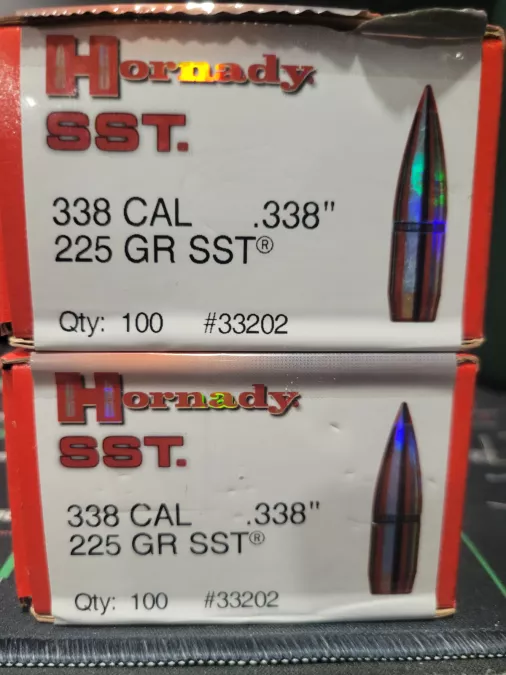 Hornady
SST.
338 CAL .338"
225 GR SST®
Qty: 100 #33202
Hornady
SST.
338 CAL .338"
225 GR SST®
Qty: 100 #33202